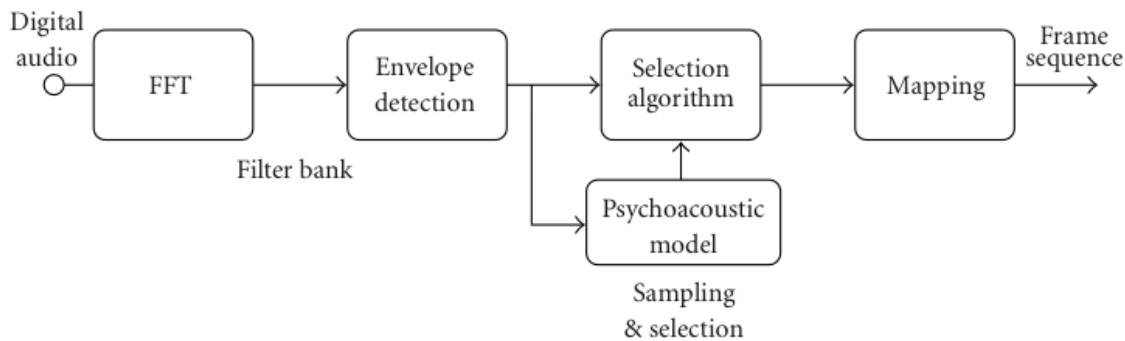 Digital
audio
FFT
Envelope
detection
Selection
algorithm
Mapping
Frame
sequence
Filter bank
Psychoacoustic
model
Sampling
& selection